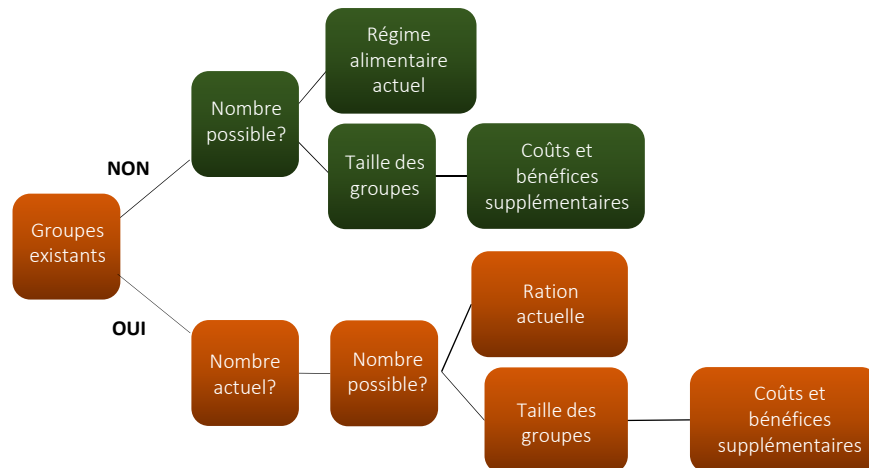 Régime
alimentaire
actuel
Nombre
possible?
NON
Taille des
groupes
Coûts et
bénéfices
supplémentaires
Groupes
existants
OUI
Ration
actuelle
Nombre
actuel?
Nombre
possible?
Taille des
groupes
Coûts et
bénéfices
supplémentaires